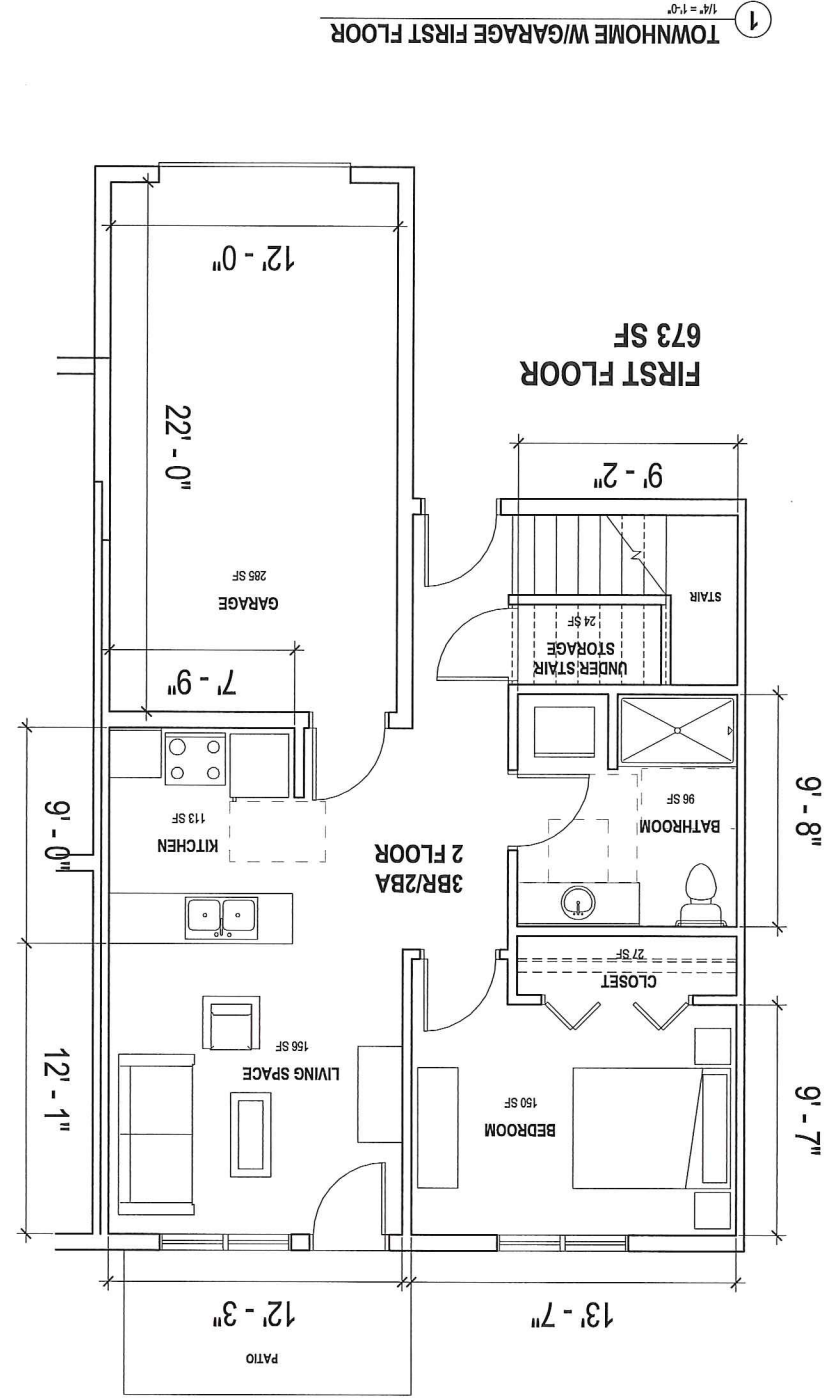 PATIO
13' - 7"
12' - 3"
9' - 7"
BEDROOM
150 SF
LIVING SPACE
156 SF
12' - 1"
CLOSET
27 SF
9' - 8"
BATHROOM
96 SF
3BR/2BA
2 FLOOR
KITCHEN
113 SF
9' - 0"
7' - 9"
UNDER STAIR
STORAGE
24 SF
STAIR
GARAGE
285 SF
9' - 2"
22' - 0"
FIRST FLOOR
673 SF
12' - 0"
1
TOWNHOME W/GARAGE FIRST FLOOR
1/4" = 1'-0"